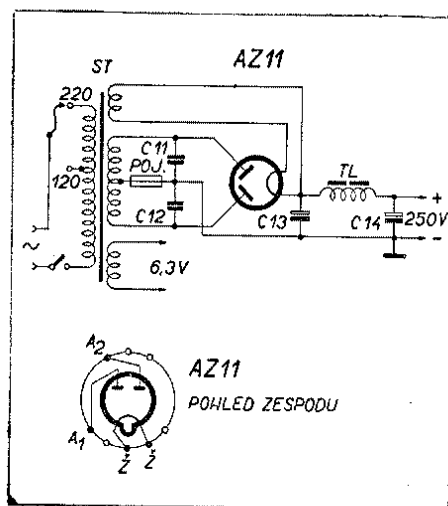 AZ11
ST
220
120
~
C11
POJ.
C12
6,3V
TL
C13
C14
250V
+
−
A2
A1
Ž
Ž
AZ11
POHLED ZESPODU